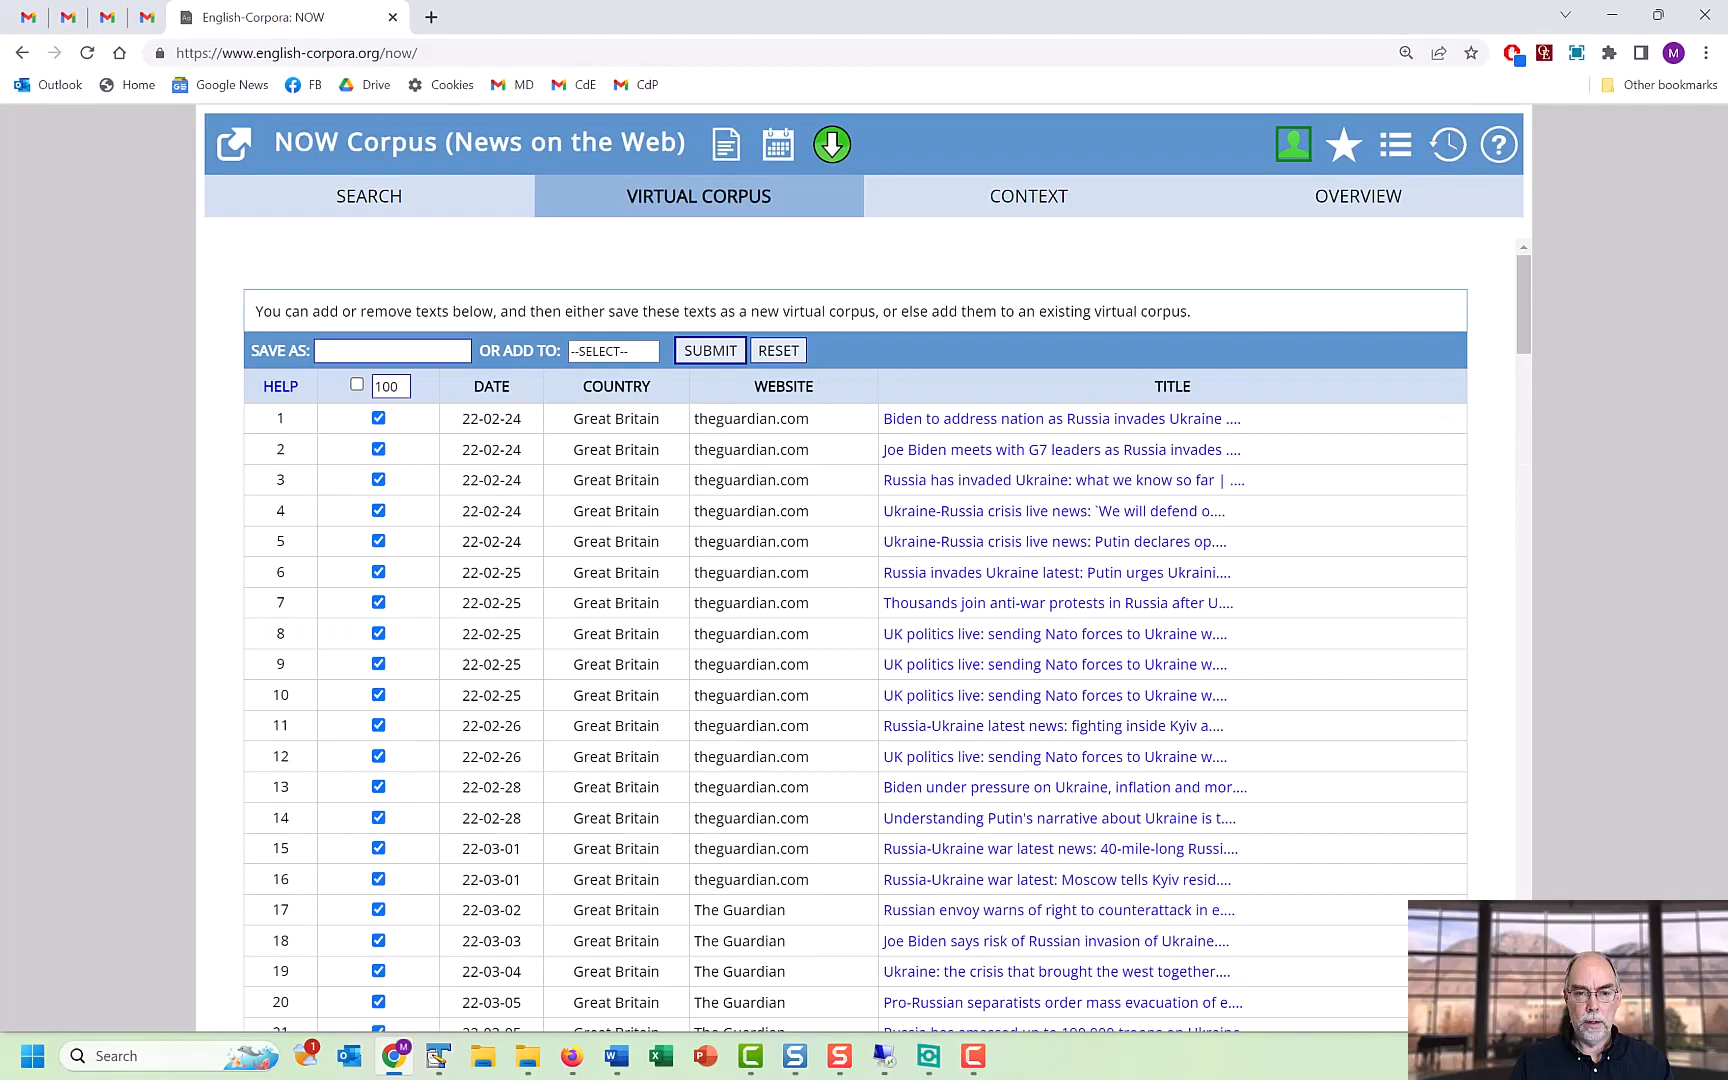 English-Corpora: NOW
https://www.english-corpora.org/now/
M
Outlook Home Google News FB Drive Cookies MD CdE CdP Other bookmarks
NOW Corpus (News on the Web)
SEARCH VIRTUAL CORPUS CONTEXT OVERVIEW
You can add or remove texts below, and then either save these texts as a new virtual corpus, or else add them to an existing virtual corpus.
SAVE AS: OR ADD TO: --SELECT-- SUBMIT RESET
HELP 100 DATE COUNTRY WEBSITE TITLE
1 22-02-24 Great Britain theguardian.com Biden to address nation as Russia invades Ukraine ....
2 22-02-24 Great Britain theguardian.com Joe Biden meets with G7 leaders as Russia invades ....
3 22-02-24 Great Britain theguardian.com Russia has invaded Ukraine: what we know so far | ....
4 22-02-24 Great Britain theguardian.com Ukraine-Russia crisis live news: `We will defend o....
5 22-02-24 Great Britain theguardian.com Ukraine-Russia crisis live news: Putin declares op....
6 22-02-25 Great Britain theguardian.com Russia invades Ukraine latest: Putin urges Ukraini....
7 22-02-25 Great Britain theguardian.com Thousands join anti-war protests in Russia after U....
8 22-02-25 Great Britain theguardian.com UK politics live: sending Nato forces to Ukraine w....
9 22-02-25 Great Britain theguardian.com UK politics live: sending Nato forces to Ukraine w....
10 22-02-25 Great Britain theguardian.com UK politics live: sending Nato forces to Ukraine w....
11 22-02-26 Great Britain theguardian.com Russia-Ukraine latest news: fighting inside Kyiv a....
12 22-02-26 Great Britain theguardian.com UK politics live: sending Nato forces to Ukraine w....
13 22-02-28 Great Britain theguardian.com Biden under pressure on Ukraine, inflation and mor....
14 22-02-28 Great Britain theguardian.com Understanding Putin's narrative about Ukraine is t....
15 22-03-01 Great Britain theguardian.com Russia-Ukraine war latest news: 40-mile-long Russi....
16 22-03-01 Great Britain theguardian.com Russia-Ukraine war latest: Moscow tells Kyiv resid....
17 22-03-02 Great Britain The Guardian Russian envoy warns of right to counterattack in e....
18 22-03-03 Great Britain The Guardian Joe Biden says risk of Russian invasion of Ukraine....
19 22-03-04 Great Britain The Guardian Ukraine: the crisis that brought the west together....
20 22-03-05 Great Britain The Guardian Pro-Russian separatists order mass evacuation of e....
Search